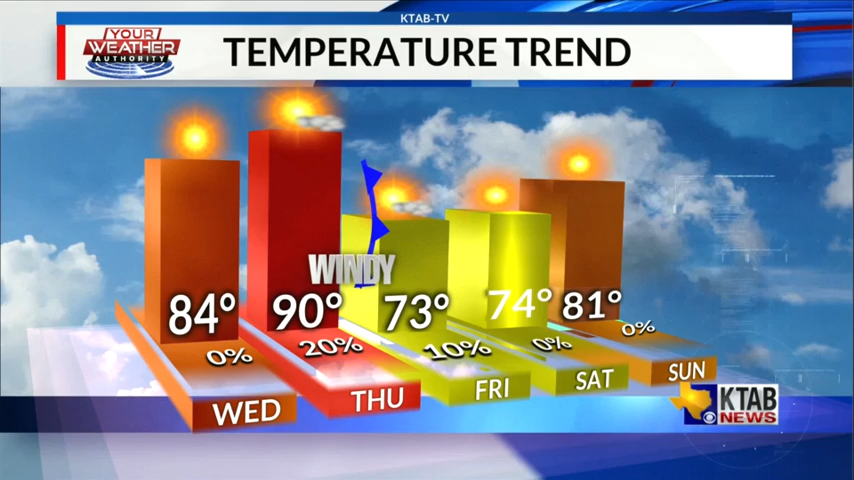 KTAB-TV
YOUR
WEATHER
AUTHORITY
TEMPERATURE TREND
WINDY
84° 90° 73° 74° 81°
0% 20% 10% 0% 0%
WED THU FRI SAT SUN
KTAB
NEWS